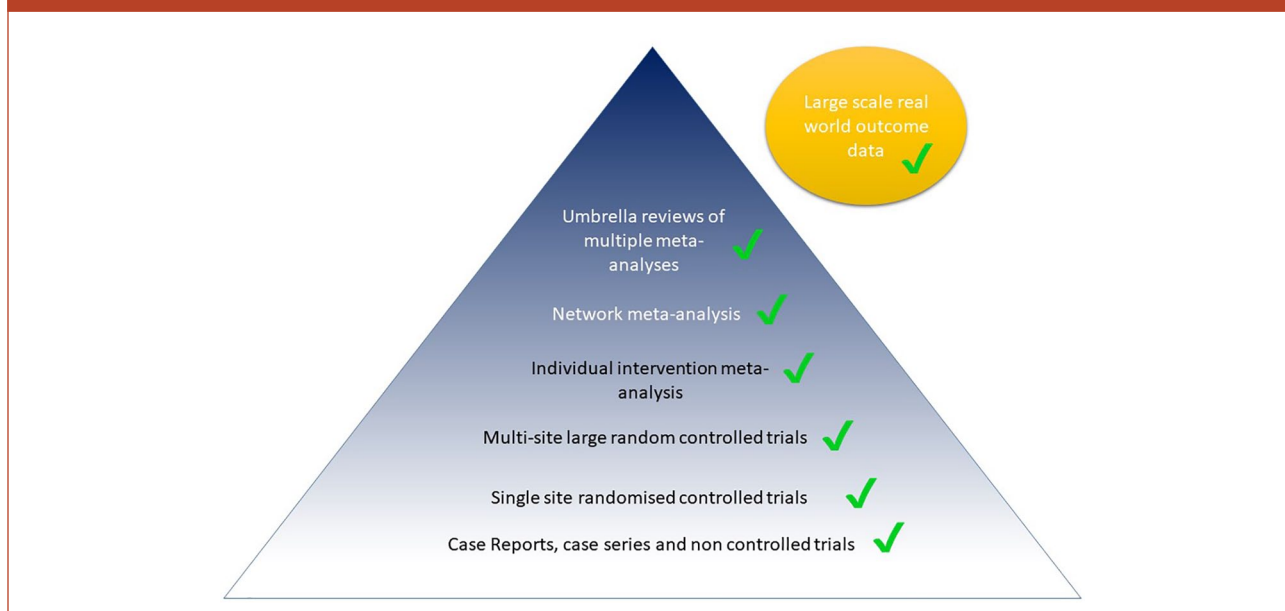 Large scale real
world outcome
data
Umbrella reviews of
multiple meta-
analyses
Network meta-analysis
Individual intervention meta-
analysis
Multi-site large random controlled trials
Single site randomised controlled trials
Case Reports, case series and non controlled trials